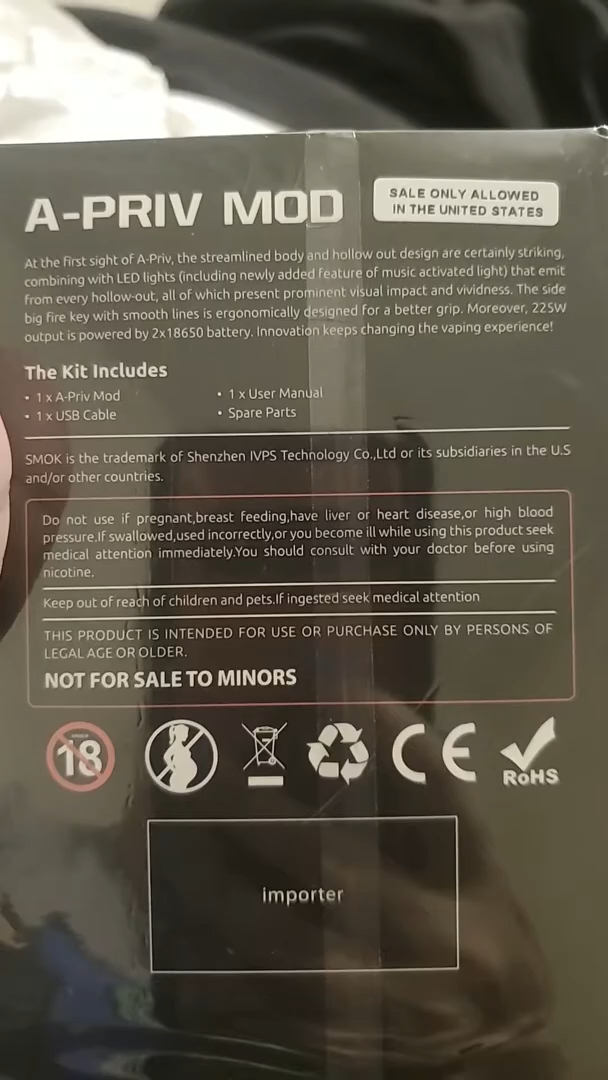 A-PRIV MOD
SALE ONLY ALLOWED
IN THE UNITED STATES
At the first sight of A-Priv, the streamlined body and hollow out design are certainly striking,
combining with LED lights (including newly added feature of music activated light) that emit
from every hollow-out, all of which present prominent visual impact and vividness. The side
big fire key with smooth lines is ergonomically designed for a better grip. Moreover, 225W
output is powered by 2x18650 battery. Innovation keeps changing the vaping experience!
The Kit Includes
• 1 x A-Priv Mod
• 1 x User Manual
• 1 x USB Cable
• Spare Parts
SMOK is the trademark of Shenzhen IVPS Technology Co.,Ltd or its subsidiaries in the U.S
and/or other countries.
Do not use if pregnant,breast feeding,have liver or heart disease,or high blood
pressure.If swallowed,used incorrectly,or you become ill while using this product seek
medical attention immediately.You should consult with your doctor before using
nicotine.
Keep out of reach of children and pets.If ingested seek medical attention
THIS PRODUCT IS INTENDED FOR USE OR PURCHASE ONLY BY PERSONS OF
LEGAL AGE OR OLDER.
NOT FOR SALE TO MINORS
18
CE
RoHS
importer